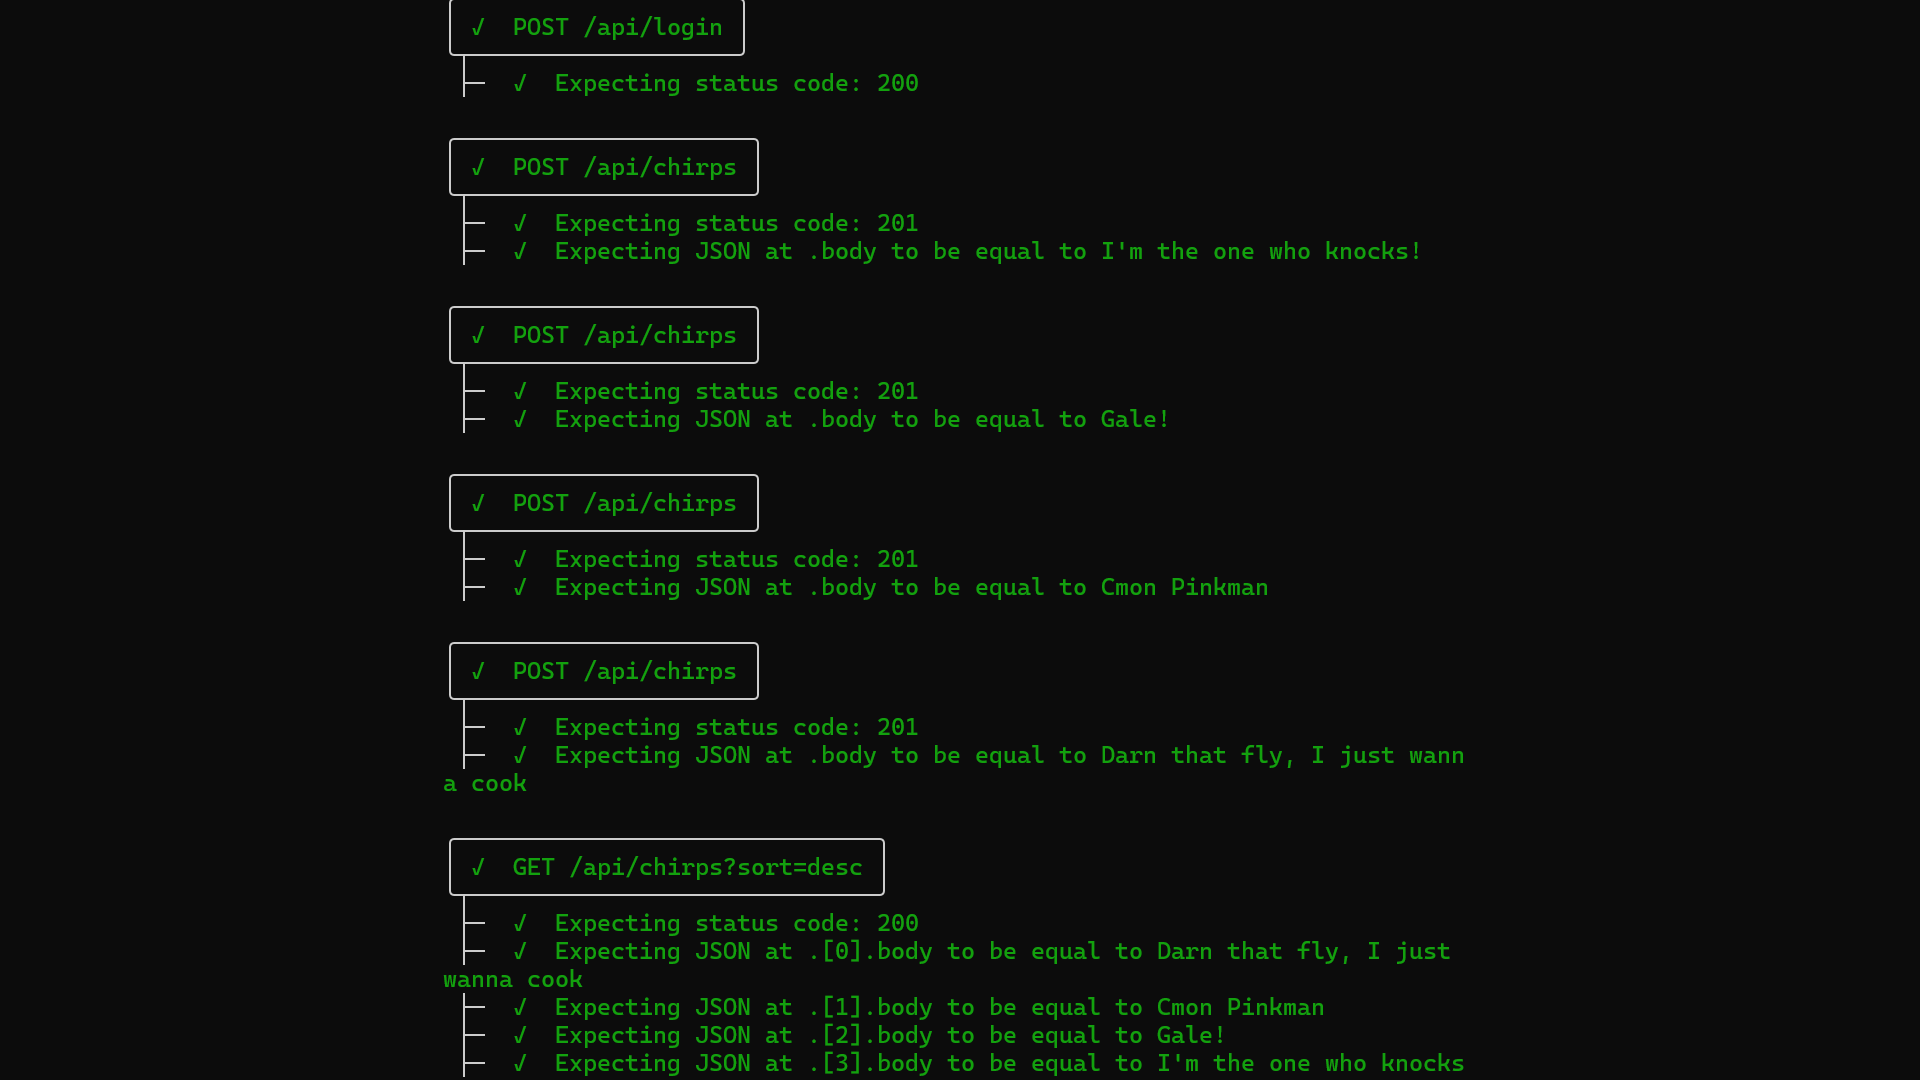 √  POST /api/login
√  Expecting status code: 200
√  POST /api/chirps
√  Expecting status code: 201
√  Expecting JSON at .body to be equal to I'm the one who knocks!
√  POST /api/chirps
√  Expecting status code: 201
√  Expecting JSON at .body to be equal to Gale!
√  POST /api/chirps
√  Expecting status code: 201
√  Expecting JSON at .body to be equal to Cmon Pinkman
√  POST /api/chirps
√  Expecting status code: 201
√  Expecting JSON at .body to be equal to Darn that fly, I just wann
a cook
√  GET /api/chirps?sort=desc
√  Expecting status code: 200
√  Expecting JSON at .[0].body to be equal to Darn that fly, I just
wanna cook
√  Expecting JSON at .[1].body to be equal to Cmon Pinkman
√  Expecting JSON at .[2].body to be equal to Gale!
√  Expecting JSON at .[3].body to be equal to I'm the one who knocks